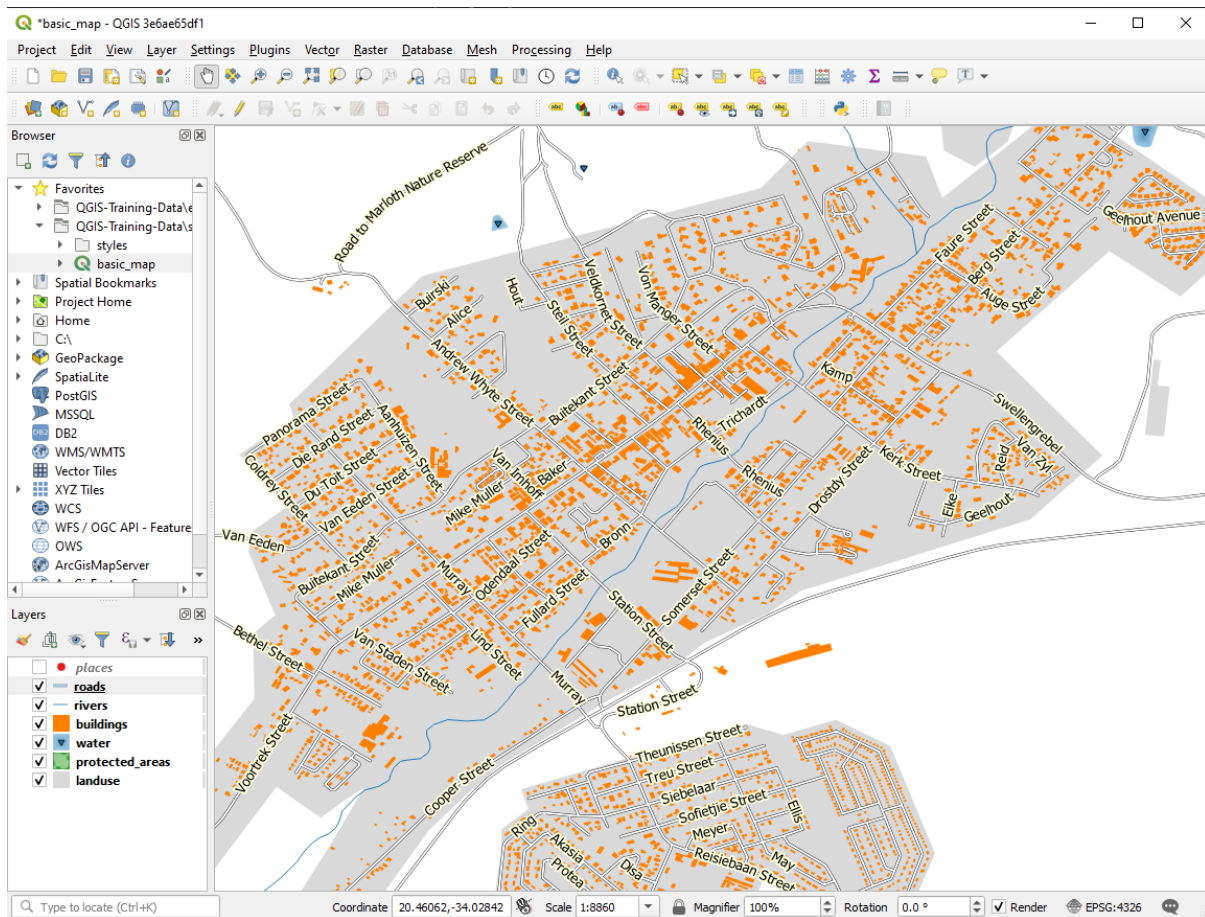 *basic_map - QGIS 3e6ae65df1
Project Edit View Layer Settings Plugins Vector Raster Database Mesh Processing Help
Browser
Favorites
QGIS-Training-Data\e
QGIS-Training-Data\s
styles
basic_map
Spatial Bookmarks
Project Home
Home
C:\
GeoPackage
SpatiaLite
PostGIS
MSSQL
DB2
WMS/WMTS
Vector Tiles
XYZ Tiles
WCS
WFS / OGC API - Feature
OWS
ArcGisMapServer
Layers
places
roads
rivers
buildings
water
protected_areas
landuse
Road to Marloth Nature Reserve
Geelhout Avenue
Faure Street
Berg Street
Auge Street
Buirski
Alice
Hout
Steil Street
Veldkornet Street
Von Manger Street
Andrew Whyte Street
Buitekant Street
Kamp
Swellengrebel
Panorama Street
Die Rand Street
Aanhuizen Street
Trichardt
Rhenius
Du Toit Street
Coldrey Street
Van Eeden Street
Van Imhoff
Baker
Mike Muller
Rhenius
Drostdy Street
Kerk Street
Reid
Van Zyl
Eike
Geelhout
Van Eeden
Buitekant Street
Mike Muller
Murray
Odendaal Street
Bronn
Fullard Street
Station Street
Somerset Street
Bethel Street
Van Staden Street
Lind Street
Murray
Station Street
Voortrek Street
Cooper Street
Theunissen Street
Treu Street
Siebelaar
Sofietjie Street
Ellis
Meyer
Ring
Akasia
Protea
Disa
Reisiebaan Street
May
Type to locate (Ctrl+K) Coordinate 20.46062,-34.02842 Scale 1:8860 Magnifier 100% Rotation 0.0 ° Render EPSG:4326